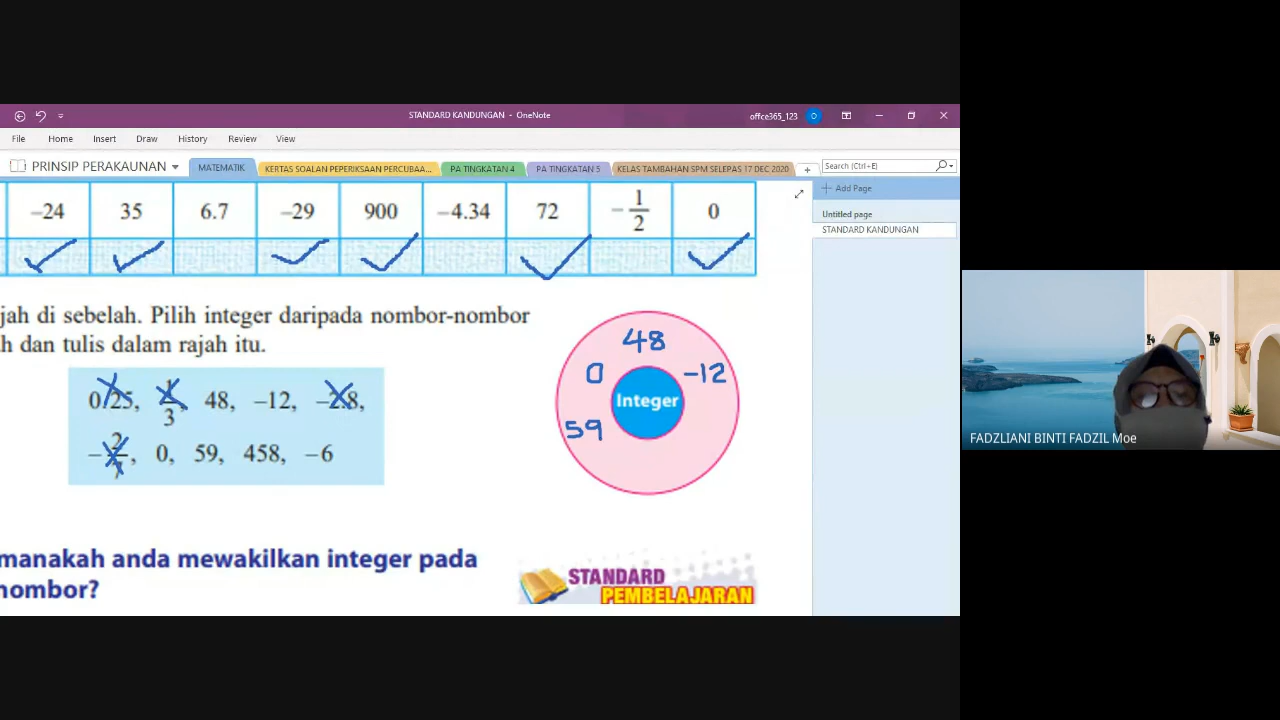 STANDARD KANDUNGAN - OneNote
offce365_123
File Home Insert Draw History Review View
PRINSIP PERAKAUNAN
MATEMATIK
KERTAS SOALAN PEPERIKSAAN PERCUBAA...
PA TINGKATAN 4
PA TINGKATAN 5
KELAS TAMBAHAN SPM SELEPAS 17 DEC 2020
Search (Ctrl+E)
Add Page
Untitled page
STANDARD KANDUNGAN
–24 35 6.7 –29 900 –4.34 72 –1/2 0
jah di sebelah. Pilih integer daripada nombor-nombor
h dan tulis dalam rajah itu.
0.25, 1/3, 48, –12, –2.8,
–2/7, 0, 59, 458, –6
48
0 –12
Integer
59
manakah anda mewakilkan integer pada
nombor?
STANDARD
PEMBELAJARAN
FADZLIANI BINTI FADZIL Moe